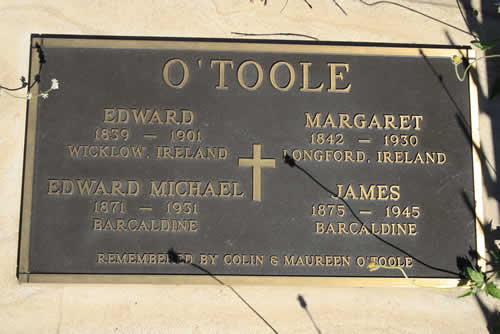 O'TOOLE
EDWARD
1839 — 1901
WICKLOW, IRELAND
MARGARET
1842 — 1930
LONGFORD, IRELAND
EDWARD MICHAEL
1871 — 1931
BARCALDINE
JAMES
1875 — 1945
BARCALDINE
REMEMBERED BY COLIN & MAUREEN O'TOOLE